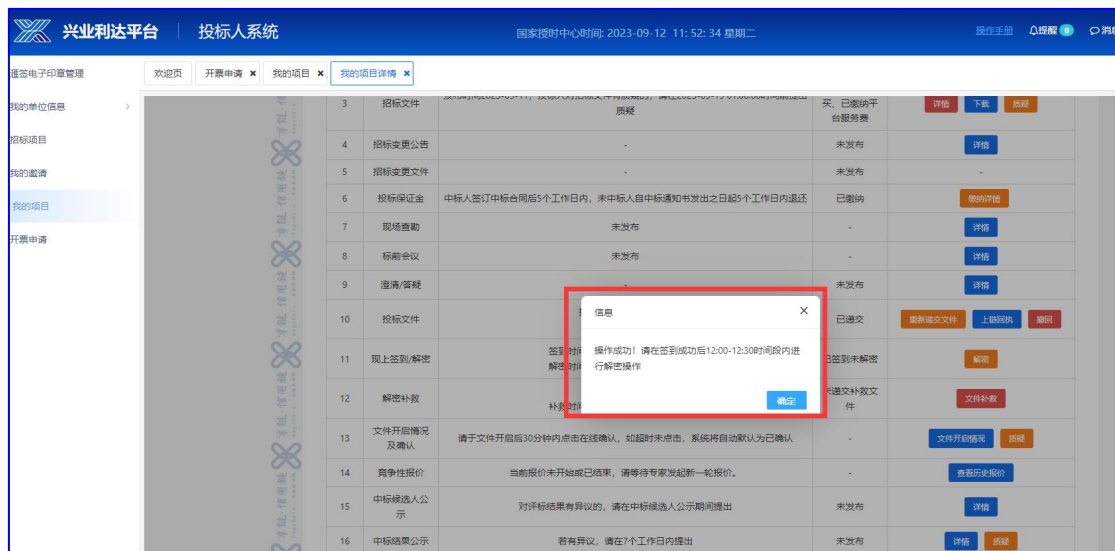 兴业利达平台 投标人系统 国家授时中心时间: 2023-09-12 11: 52: 34 星期二 操作手册 提醒 0
签电子印章管理 欢迎页 开票申请 × 我的项目 × 我的项目详情 ×
我的单位信息 >
招标项目
我的邀请
我的项目
开票申请
3 招标文件 质疑 买、已缴纳平台服务费 详情 下载 质疑
4 招标变更公告 - 未发布 详情
5 招标变更文件 - 未发布 -
6 投标保证金 中标人签订中标合同后5个工作日内，未中标人自中标通知书发出之日起5个工作日内退还 已缴纳 缴纳详情
7 现场查勘 未发布 - 详情
8 标前会议 未发布 - 详情
9 澄清/答疑 - 未发布 详情
10 投标文件 已递交 重新递交文件 上链回执 撤回
11 现上签到/解密 签到时间 解密时间 已签到未解密 解密
12 解密补救 补救时间 未递交补救文件 文件补救
信息 ×
操作成功！请在签到成功后12:00-12:30时间段内进
行解密操作
确定
13 文件开启情况及确认 请于文件开启后30分钟内点击在线确认，如超时未点击，系统将自动默认为已确认 - 文件开启情况 质疑
14 竞争性报价 当前报价未开始或已结束，请等待专家发起新一轮报价。 - 查看历史报价
15 中标候选人公示 对评标结果有异议的，请在中标候选人公示期间提出 未发布 详情
16 中标结果公示 若有异议，请在7个工作日内提出 未发布 详情 质疑